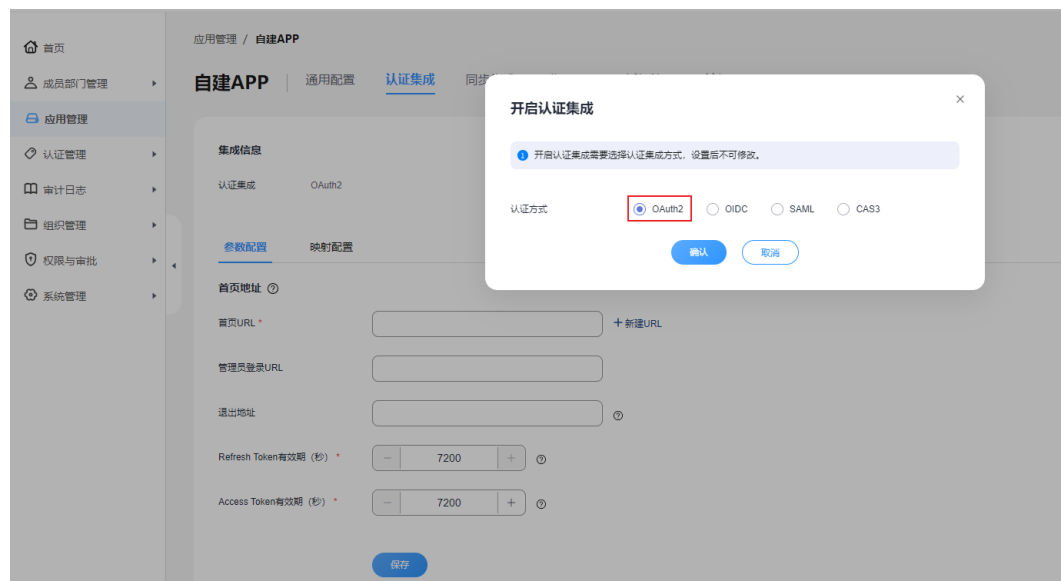 首页
成员部门管理
应用管理
认证管理
审计日志
组织管理
权限与审批
系统管理
应用管理 / 自建APP
自建APP 通用配置 认证集成 同步
集成信息
认证集成 OAuth2
参数配置 映射配置
首页地址
首页URL *
+新建URL
管理员登录URL
退出地址
Refresh Token有效期（秒） * 7200
Access Token有效期（秒） * 7200
保存
开启认证集成
开启认证集成需要选择认证集成方式，设置后不可修改。
认证方式 OAuth2 OIDC SAML CAS3
确认 取消